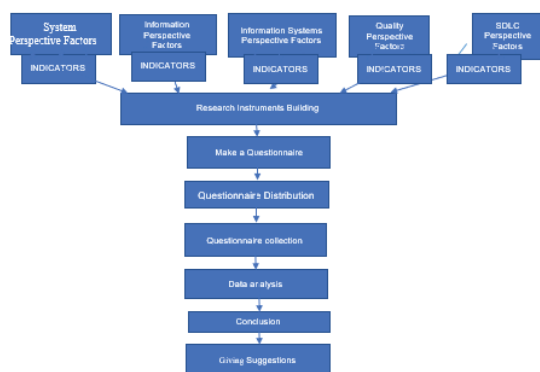 System
Perspective Factors
INDICATORS
Information
Perspective
Factors
INDICATORS
Information Systems
Perspective Factors
INDICATORS
Quality
Perspective
Factors
INDICATORS
SDLC
Perspective
Factors
INDICATORS
Research Instruments Building
Make a Questionnaire
Questionnaire Distribution
Questionnaire collection
Data analysis
Conclusion
Giving Suggestions